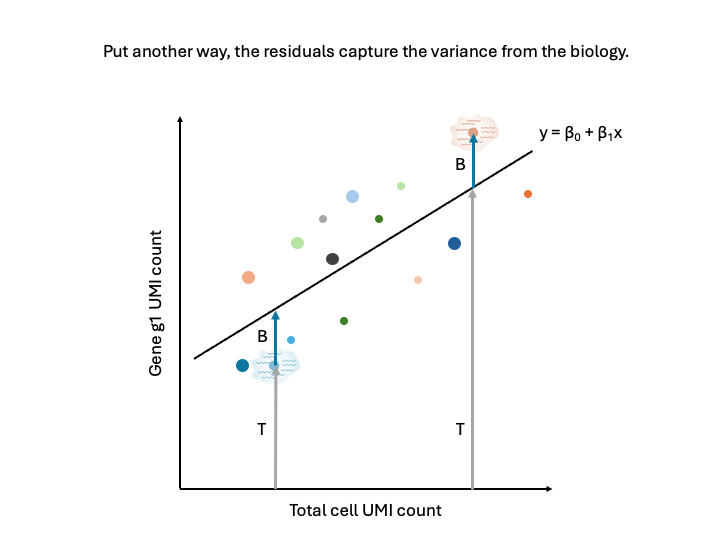 Put another way, the residuals capture the variance from the biology.
y = β₀ + β₁x
B
B
T
T
Gene g1 UMI count
Total cell UMI count